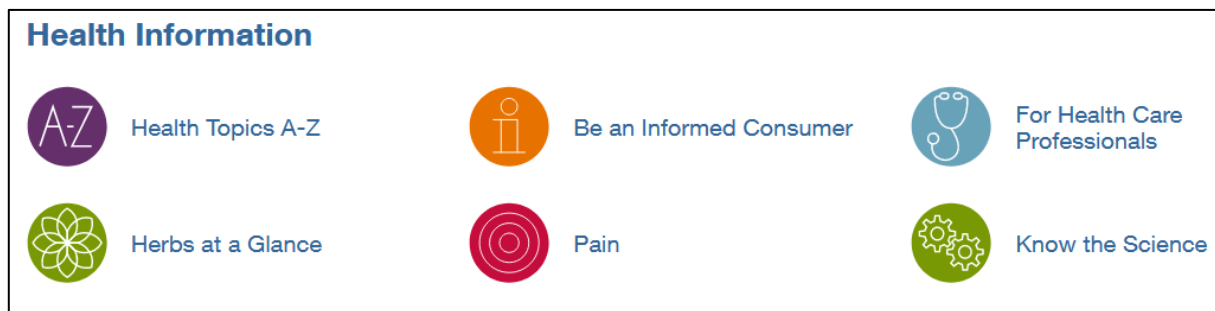 Health Information
A-Z
Health Topics A-Z
i
Be an Informed Consumer
For Health Care
Professionals
Herbs at a Glance
Pain
Know the Science